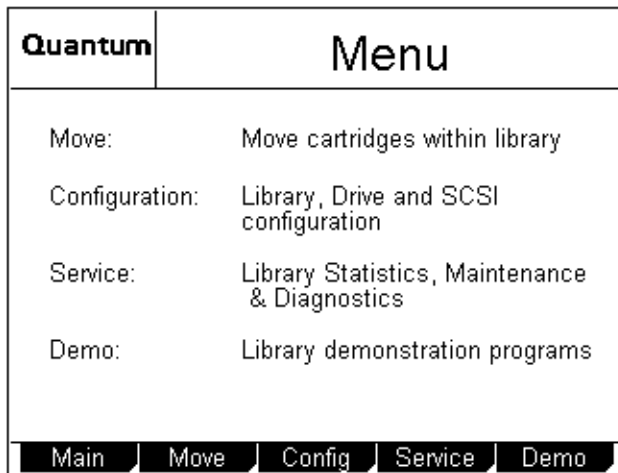 Quantum
Menu
Move: Move cartridges within library
Configuration: Library, Drive and SCSI
configuration
Service: Library Statistics, Maintenance
& Diagnostics
Demo: Library demonstration programs
Main Move Config Service Demo